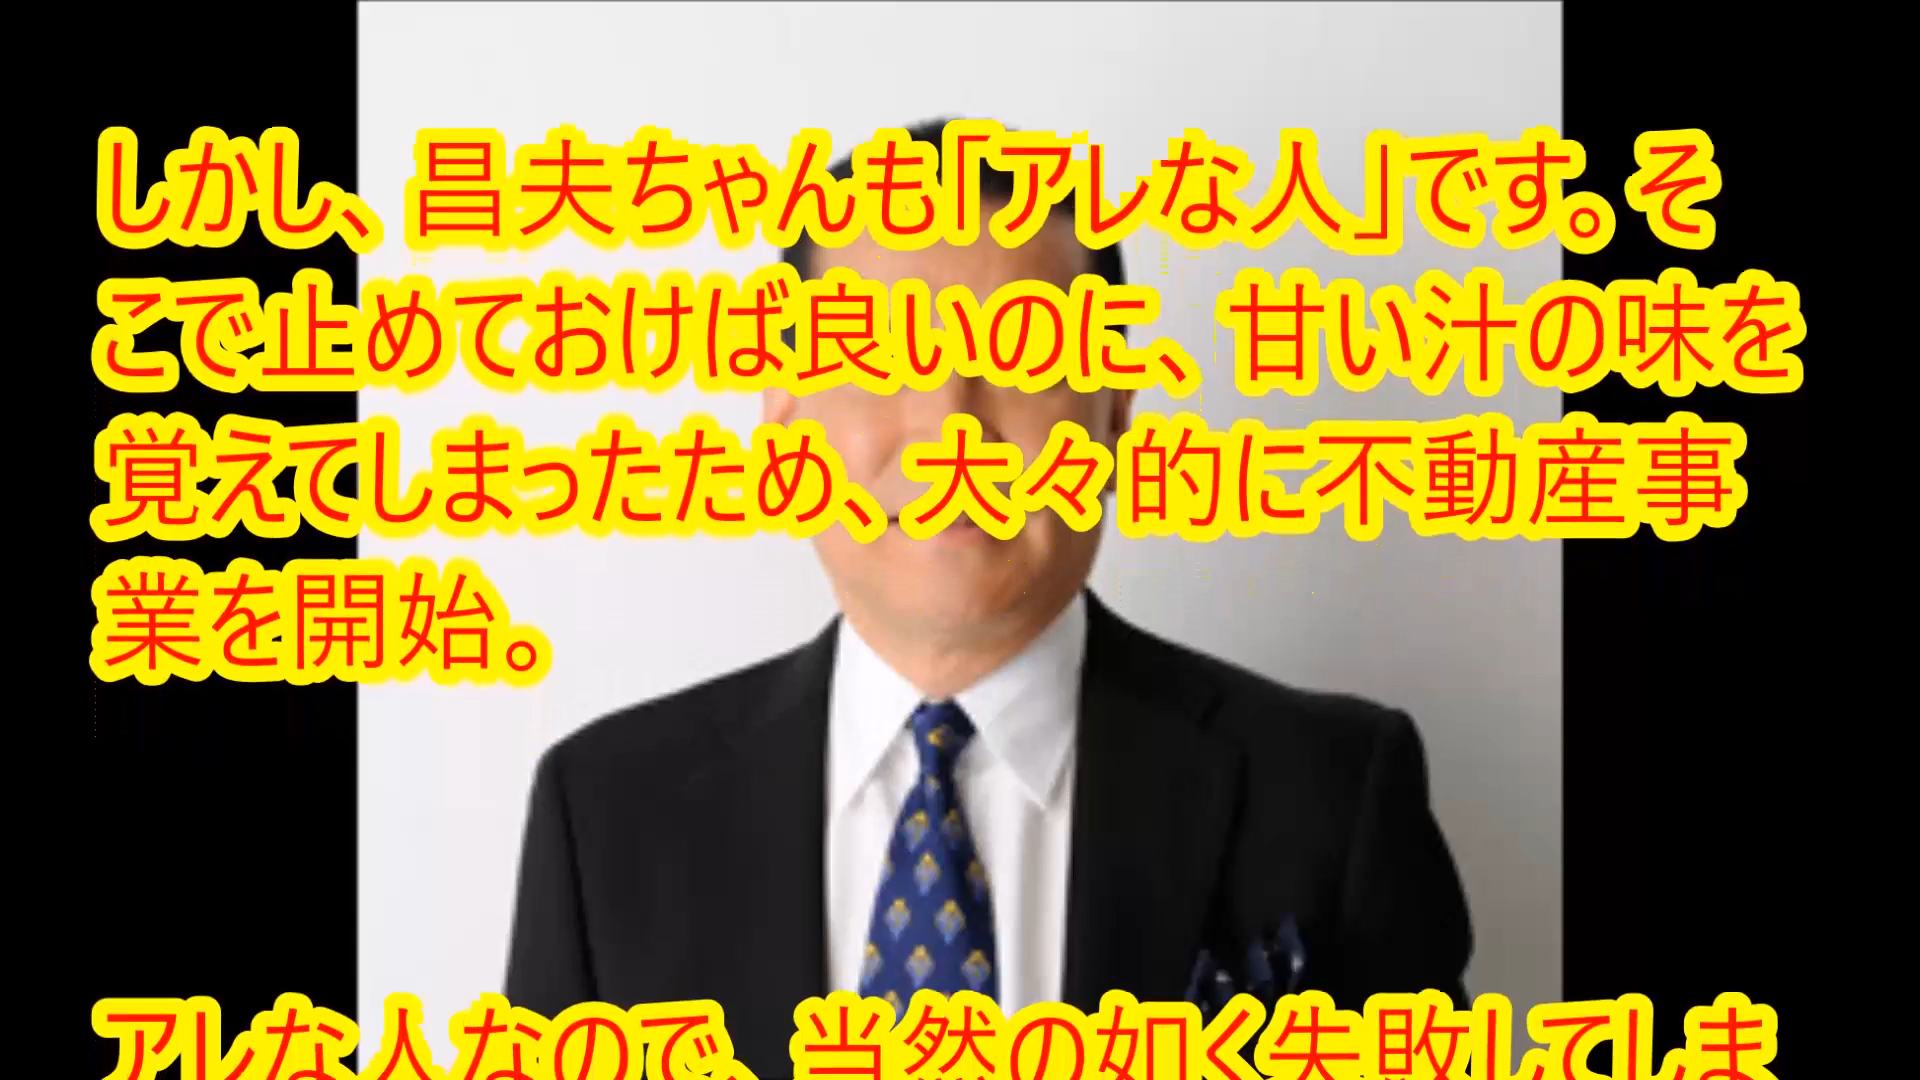 しかし、昌夫ちゃんも「アレな人」です。そ
こで止めておけば良いのに、甘い汁の味を
覚えてしまったため、大々的に不動産事
業を開始。
アレな人なので、当然の如く失敗してしま